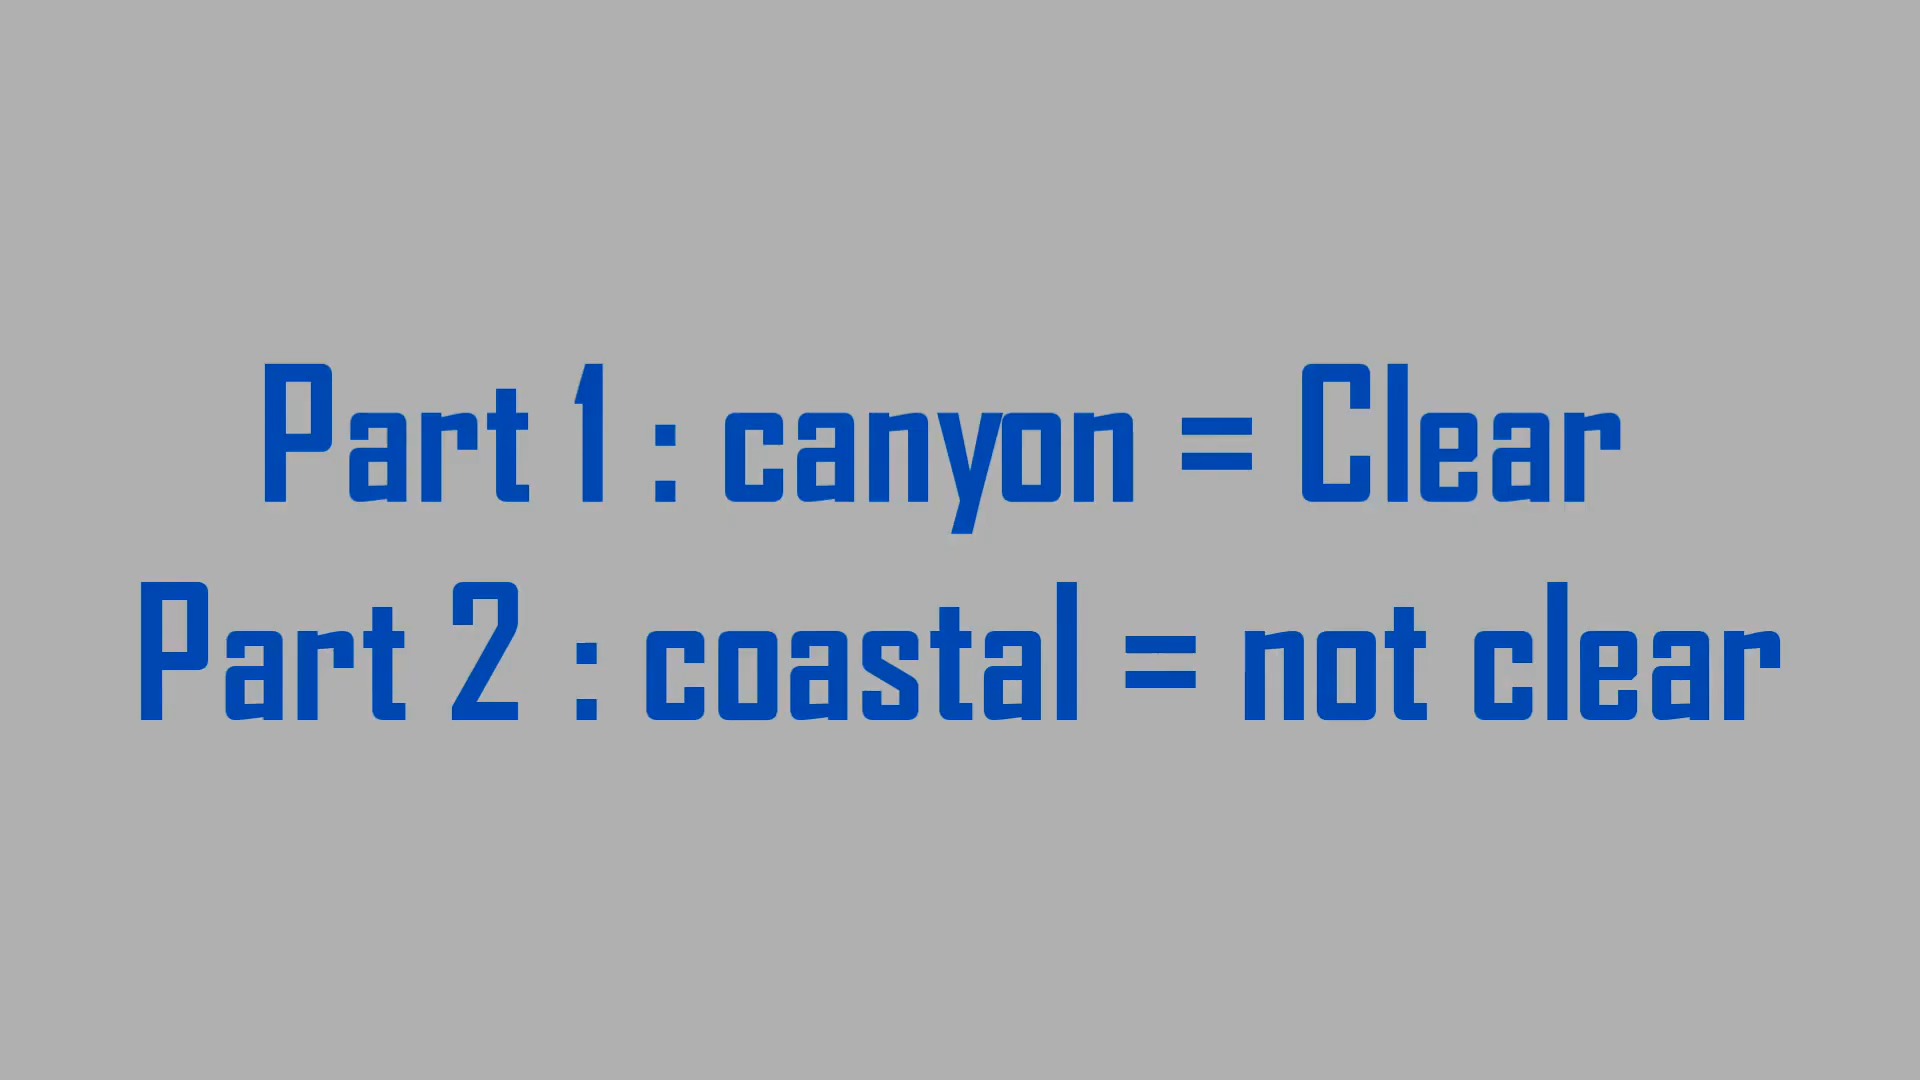 Part 1 : canyon = Clear
Part 2 : coastal = not clear